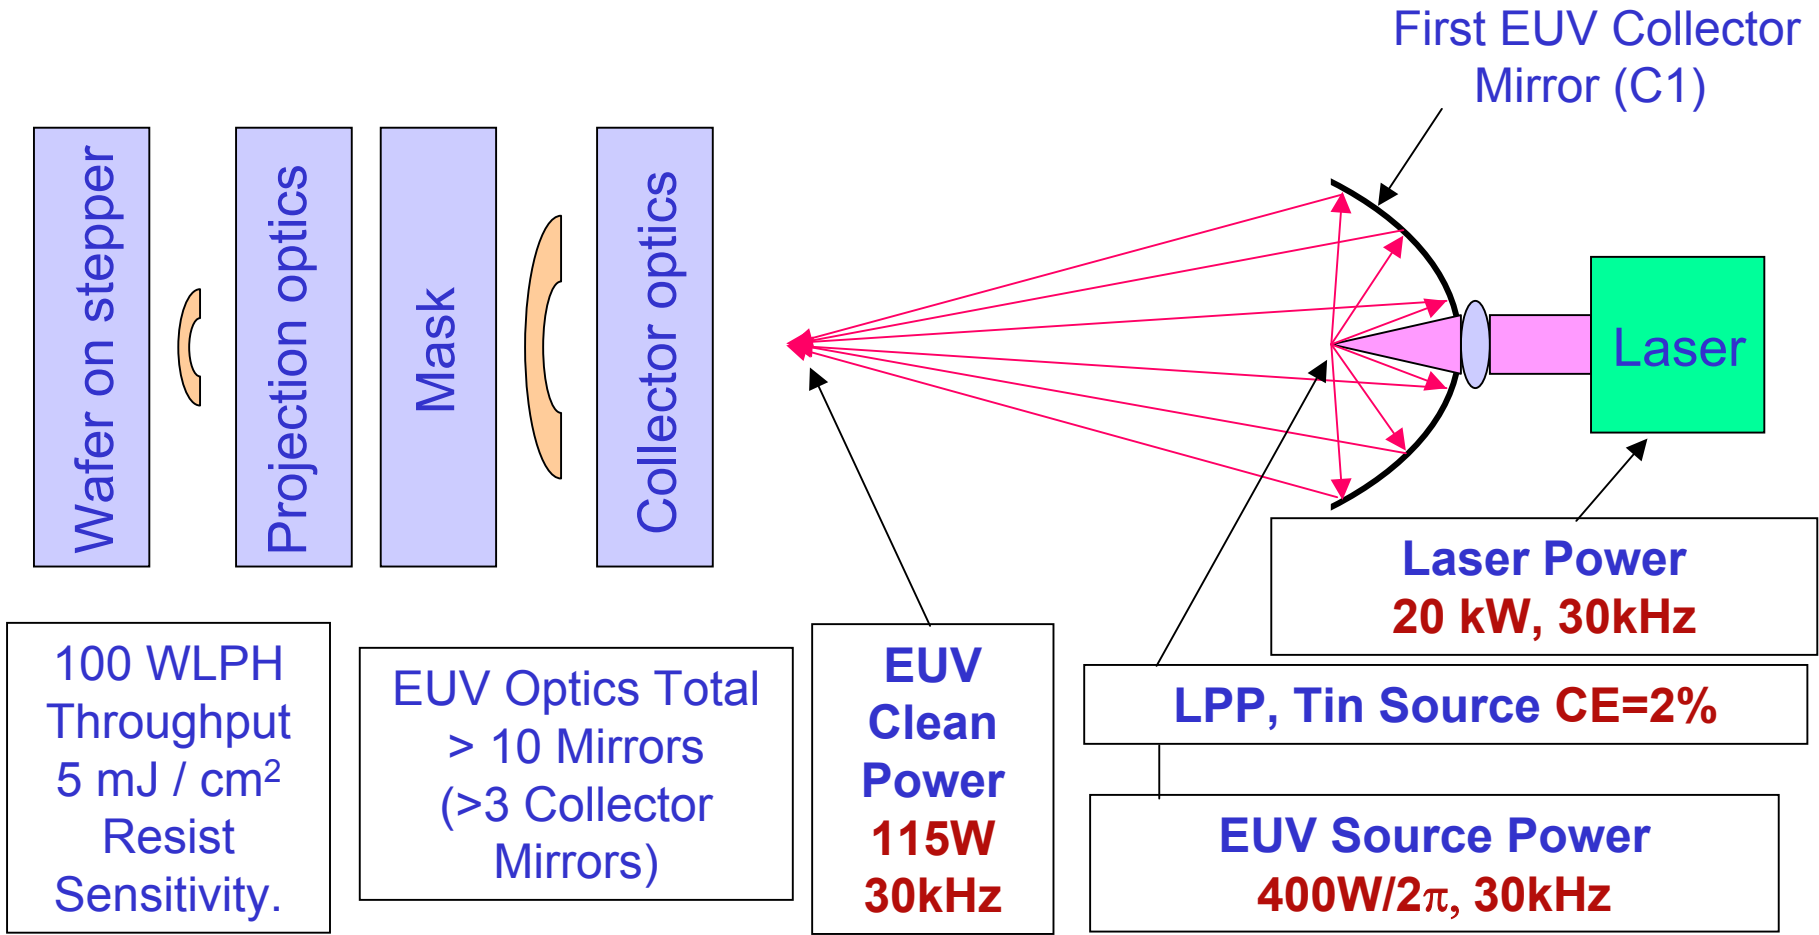 First EUV Collector
Mirror (C1)
Wafer on stepper
Projection optics
Mask
Collector optics
Laser
Laser Power
20 kW, 30kHz
LPP, Tin Source CE=2%
EUV Source Power
400W/2π, 30kHz
EUV
Clean
Power
115W
30kHz
EUV Optics Total
> 10 Mirrors
(>3 Collector
Mirrors)
100 WLPH
Throughput
5 mJ / cm²
Resist
Sensitivity.